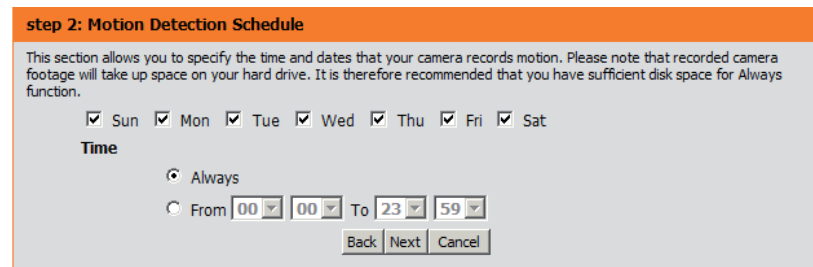 step 2: Motion Detection Schedule
This section allows you to specify the time and dates that your camera records motion. Please note that recorded camera
footage will take up space on your hard drive. It is therefore recommended that you have sufficient disk space for Always
function.
Sun Mon Tue Wed Thu Fri Sat
Time
Always
From 00 00 To 23 59
Back Next Cancel